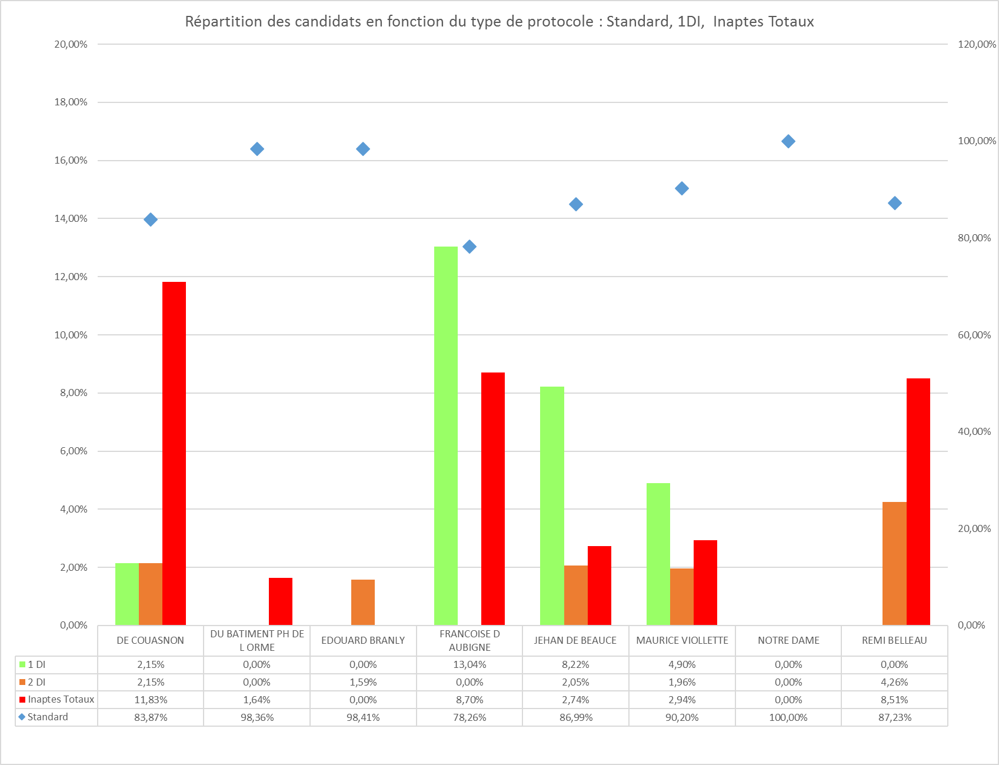 Répartition des candidats en fonction du type de protocole : Standard, 1DI,  Inaptes Totaux
20,00%
18,00%
16,00%
14,00%
12,00%
10,00%
8,00%
6,00%
4,00%
2,00%
0,00%
120,00%
100,00%
80,00%
60,00%
40,00%
20,00%
0,00%
DE COUASNON
DU BATIMENT PH DE
L ORME
EDOUARD BRANLY
FRANCOISE D
AUBIGNE
JEHAN DE BEAUCE
MAURICE VIOLLETTE
NOTRE DAME
REMI BELLEAU
1 DI 2,15% 0,00% 0,00% 13,04% 8,22% 4,90% 0,00% 0,00%
2 DI 2,15% 0,00% 1,59% 0,00% 2,05% 1,96% 0,00% 4,26%
Inaptes Totaux 11,83% 1,64% 0,00% 8,70% 2,74% 2,94% 0,00% 8,51%
Standard 83,87% 98,36% 98,41% 78,26% 86,99% 90,20% 100,00% 87,23%